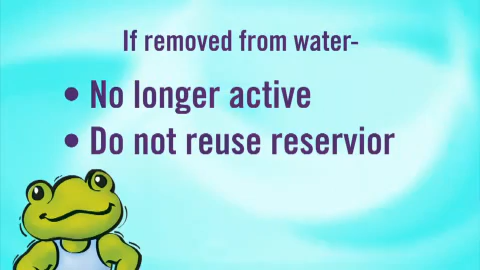 If removed from water-
• No longer active
• Do not reuse reservior